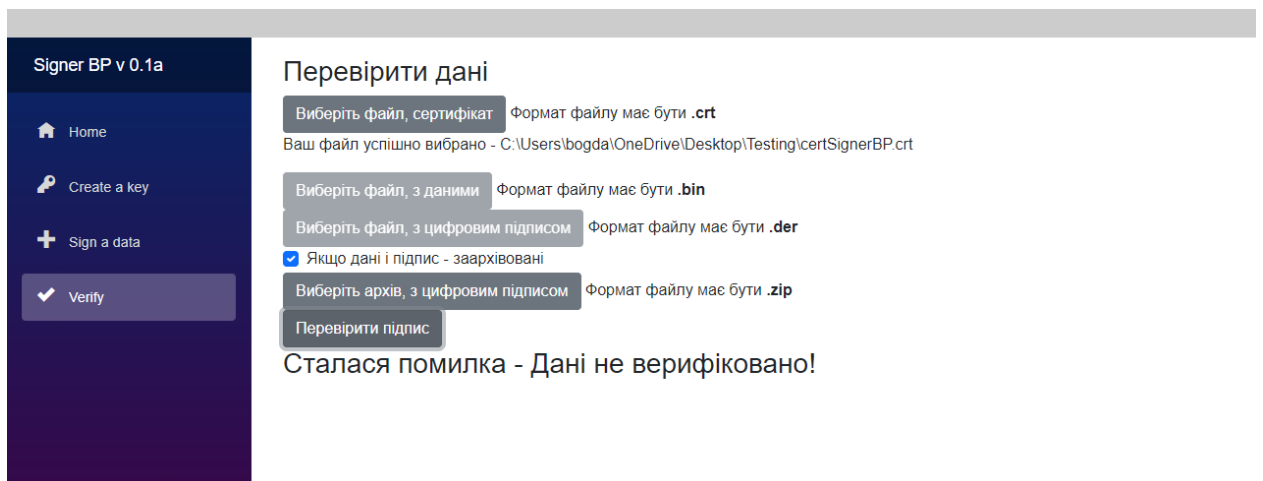 Signer BP v 0.1a
Home
Create a key
Sign a data
Verify
Перевірити дані
Виберіть файл, сертифікат Формат файлу має бути .crt
Ваш файл успішно вибрано - C:\Users\bogda\OneDrive\Desktop\Testing\certSignerBP.crt
Виберіть файл, з даними Формат файлу має бути .bin
Виберіть файл, з цифровим підписом Формат файлу має бути .der
Якщо дані і підпис - заархівовані
Виберіть архів, з цифровим підписом Формат файлу має бути .zip
Перевірити підпис
Сталася помилка - Дані не верифіковано!